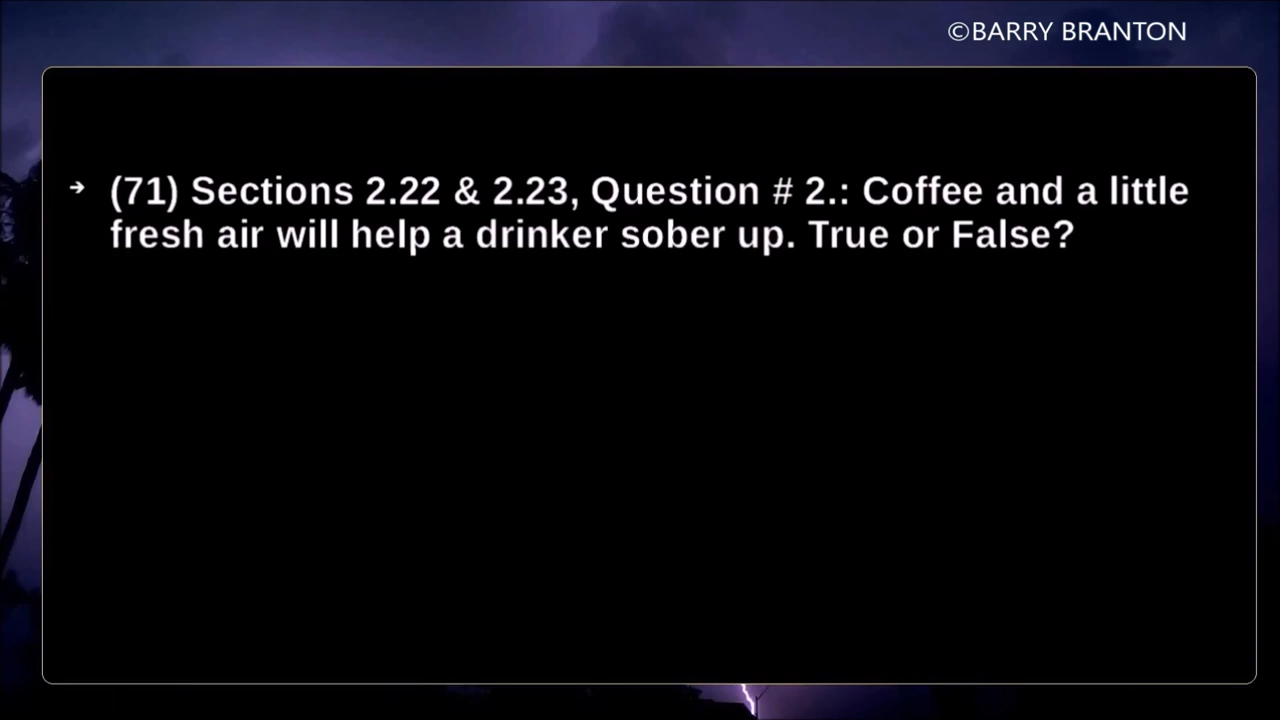 ©BARRY BRANTON
➔ (71) Sections 2.22 & 2.23, Question # 2.: Coffee and a little
fresh air will help a drinker sober up. True or False?